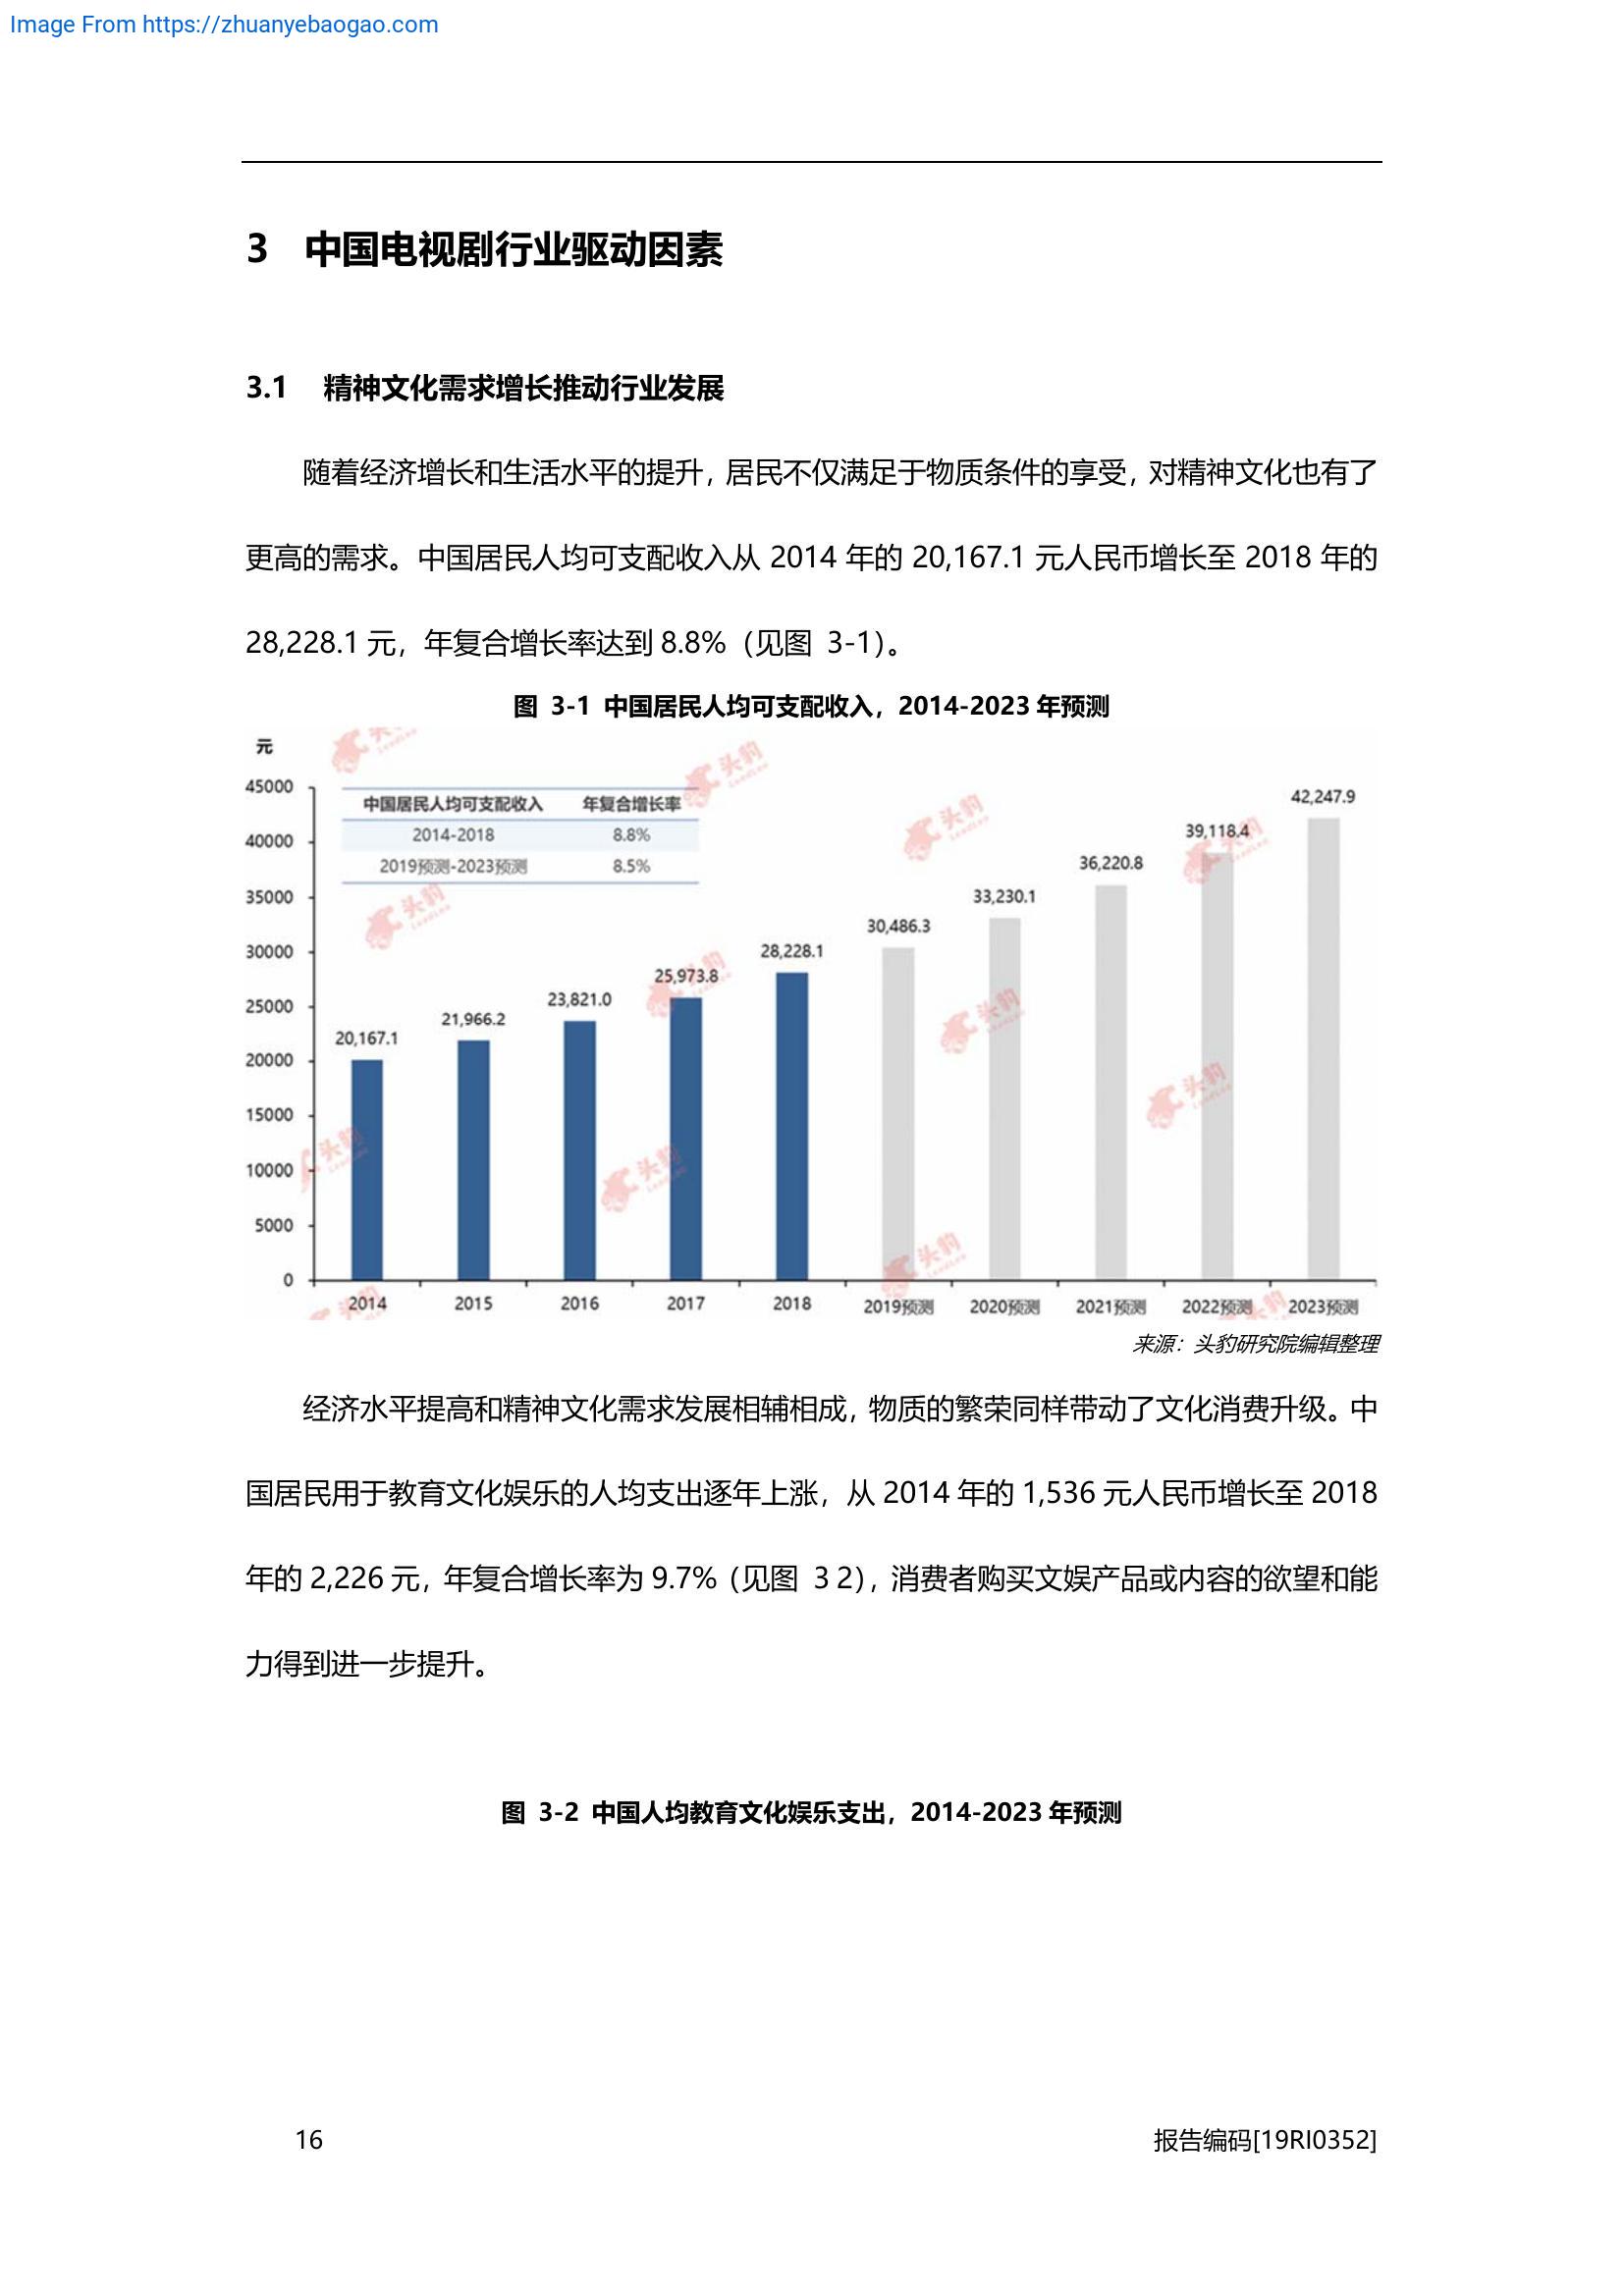 Image From https://zhuanyebaogao.com
3 中国电视剧行业驱动因素
3.1 精神文化需求增长推动行业发展
随着经济增长和生活水平的提升，居民不仅满足于物质条件的享受，对精神文化也有了
更高的需求。中国居民人均可支配收入从 2014 年的 20,167.1 元人民币增长至 2018 年的
28,228.1 元，年复合增长率达到 8.8%（见图 3-1）。
图 3-1 中国居民人均可支配收入，2014-2023 年预测
元
中国居民人均可支配收入 年复合增长率
2014-2018 8.8%
2019预测-2023预测 8.5%
45000
40000
35000
30000
25000
20000
15000
10000
5000
0
20,167.1
21,966.2
23,821.0
25,973.8
28,228.1
30,486.3
33,230.1
36,220.8
39,118.4
42,247.9
2014 2015 2016 2017 2018 2019预测 2020预测 2021预测 2022预测 2023预测
头豹
LeadLeo
来源：头豹研究院编辑整理
经济水平提高和精神文化需求发展相辅相成，物质的繁荣同样带动了文化消费升级。中
国居民用于教育文化娱乐的人均支出逐年上涨，从 2014 年的 1,536 元人民币增长至 2018
年的 2,226 元，年复合增长率为 9.7%（见图 3 2），消费者购买文娱产品或内容的欲望和能
力得到进一步提升。
图 3-2 中国人均教育文化娱乐支出，2014-2023 年预测
16 报告编码[19RI0352]